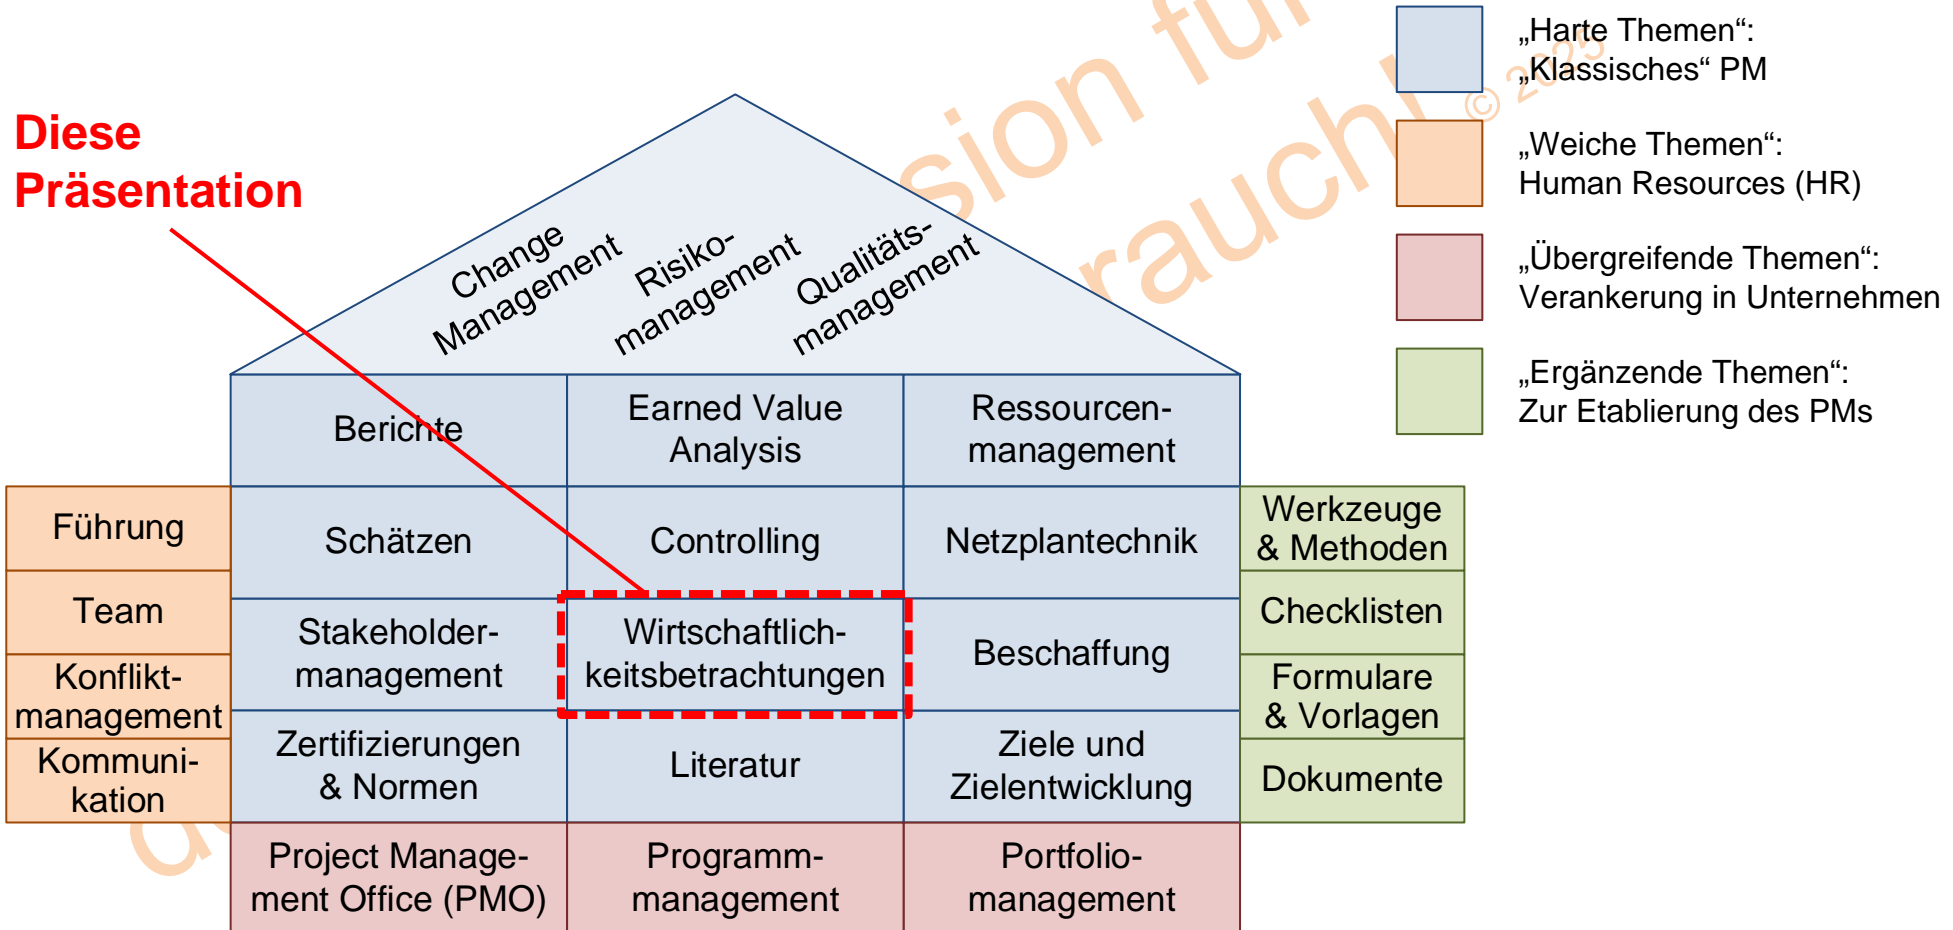 „Harte Themen“:
„Klassisches“ PM
„Weiche Themen“:
Human Resources (HR)
„Übergreifende Themen“:
Verankerung in Unternehmen
„Ergänzende Themen“:
Zur Etablierung des PMs
Diese
Präsentation
Change
Management
Risiko-
management
Qualitäts-
management
Berichte
Earned Value
Analysis
Ressourcen-
management
Führung
Schätzen
Controlling
Netzplantechnik
Werkzeuge
& Methoden
Team
Stakeholder-
management
Wirtschaftlich-
keitsbetrachtungen
Beschaffung
Checklisten
Konflikt-
management
Formulare
& Vorlagen
Kommuni-
kation
Zertifizierungen
& Normen
Literatur
Ziele und
Zielentwicklung
Dokumente
Project Manage-
ment Office (PMO)
Programm-
management
Portfolio-
management
© 2025